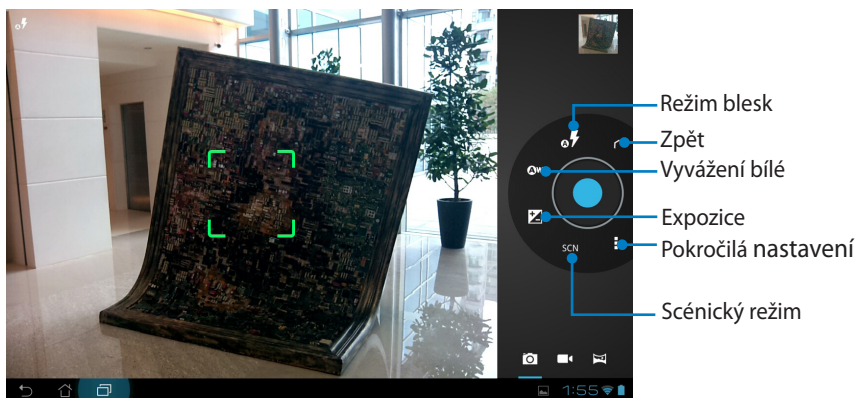 Režim blesk
Zpět
Vyvážení bílé
Expozice
Pokročilá nastavení
SCN
Scénický režim
1:55